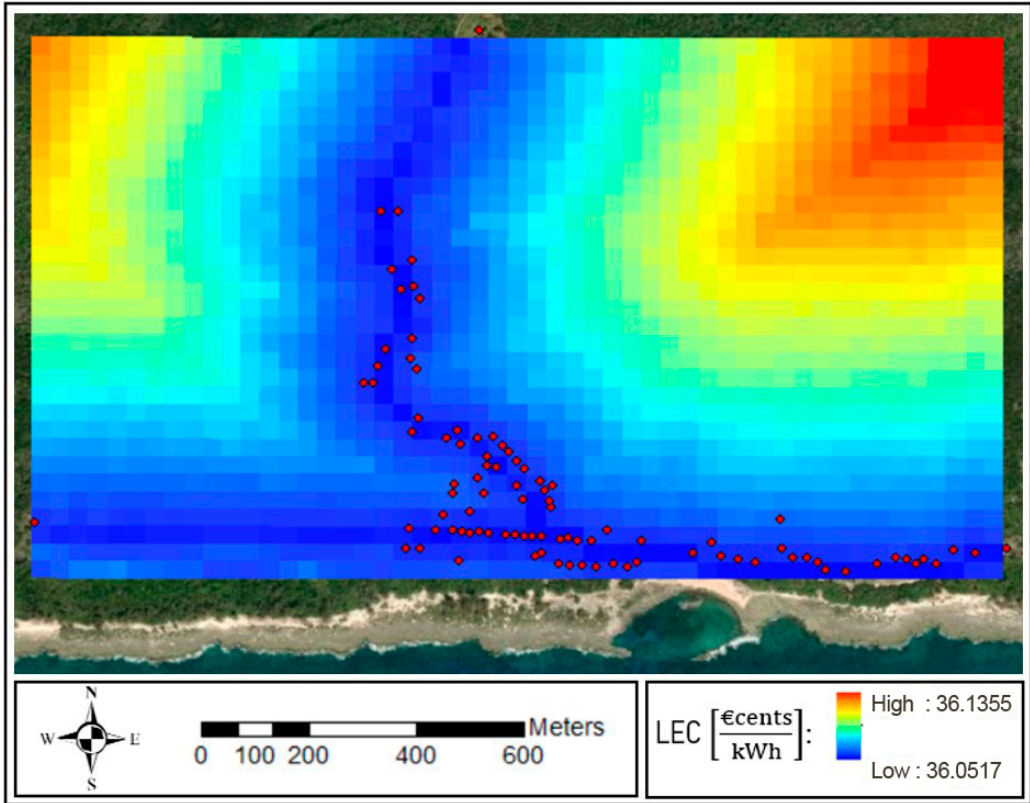 N
W E
S
0 100 200 400 600 Meters
LEC [€cents/kWh]:
High : 36.1355
Low : 36.0517